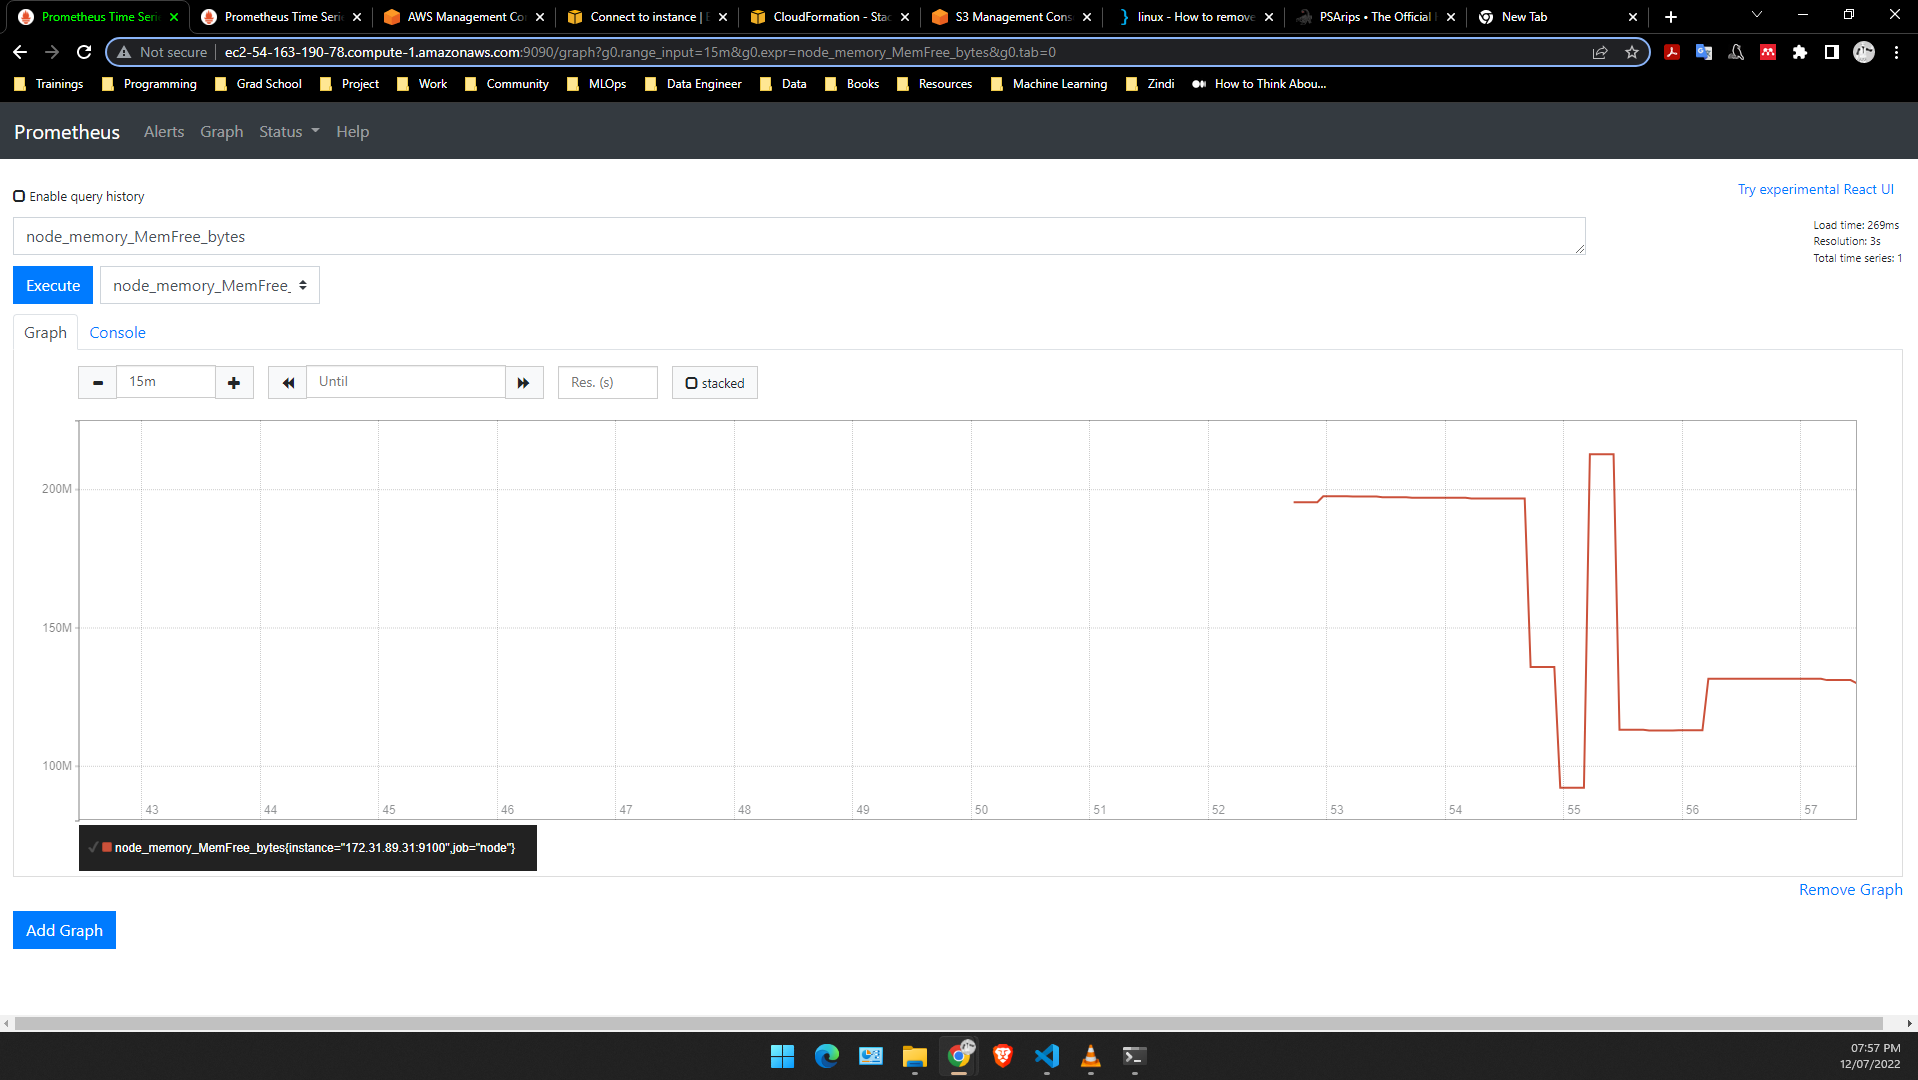 Prometheus Time Seri
Prometheus Time Seri
AWS Management Co
Connect to instance | E
CloudFormation - Stac
S3 Management Cons
linux - How to remove
PSArips • The Official
New Tab
Not secure
ec2-54-163-190-78.compute-1.amazonaws.com:9090/graph?g0.range_input=15m&g0.expr=node_memory_MemFree_bytes&g0.tab=0
Trainings
Programming
Grad School
Project
Work
Community
MLOps
Data Engineer
Data
Books
Resources
Machine Learning
Zindi
How to Think Abou...
Prometheus
Alerts
Graph
Status
Help
Enable query history
Try experimental React UI
node_memory_MemFree_bytes
Load time: 269ms
Resolution: 3s
Total time series: 1
Execute
node_memory_MemFree_
Graph
Console
15m
Until
Res. (s)
stacked
200M
150M
100M
43 44 45 46 47 48 49 50 51 52 53 54 55 56 57
node_memory_MemFree_bytes{instance="172.31.89.31:9100",job="node"}
Remove Graph
Add Graph
07:57 PM
12/07/2022